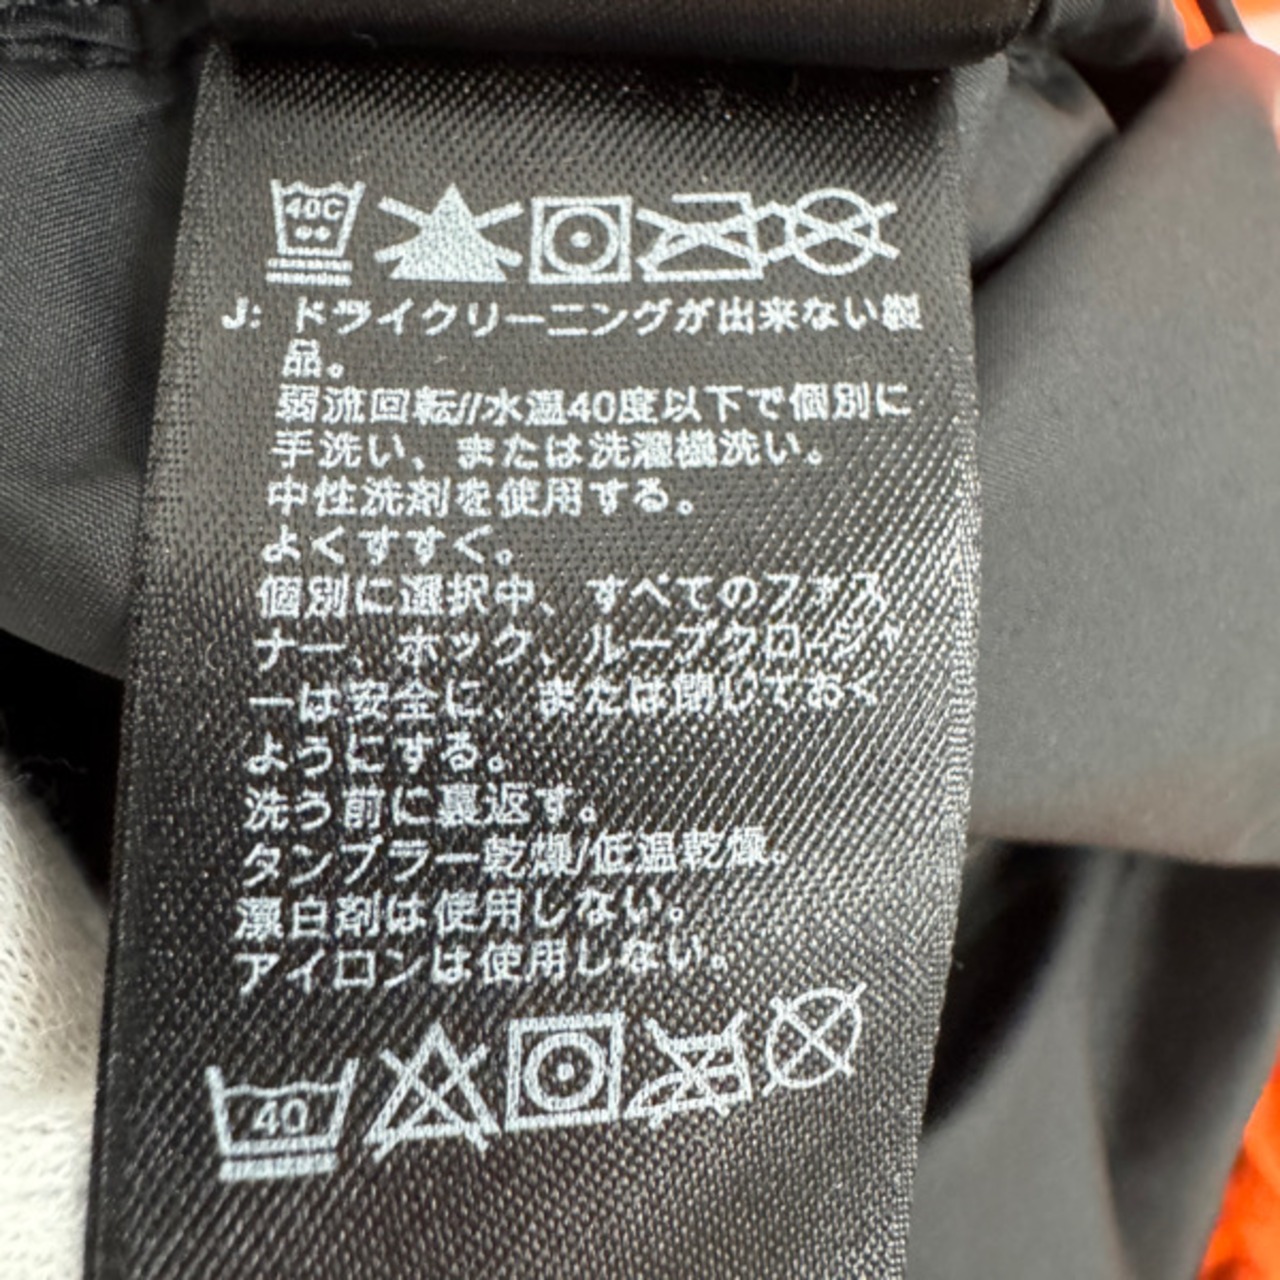 40C
J: ドライクリーニングが出来ない製
品。
弱流回転//水温40度以下で個別に
手洗い、または洗濯機洗い。
中性洗剤を使用する。
よくすすぐ。
個別に選択中、すべてのファス
ナー、ホック、ループクロージャ
ーは安全に、または閉じておく
ようにする。
洗う前に裏返す。
タンブラー乾燥/低温乾燥。
漂白剤は使用しない。
アイロンは使用しない。
40